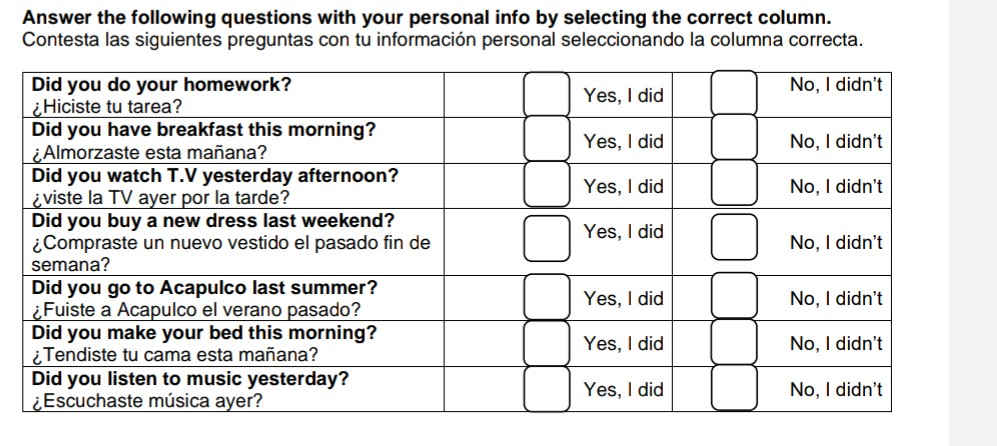 Answer the following questions with your personal info by selecting the correct column.
Contesta las siguientes preguntas con tu información personal seleccionando la columna correcta.
Did you do your homework?
¿Hiciste tu tarea?
Yes, I did
No, I didn't
Did you have breakfast this morning?
¿Almorzaste esta mañana?
Yes, I did
No, I didn't
Did you watch T.V yesterday afternoon?
¿viste la TV ayer por la tarde?
Yes, I did
No, I didn't
Did you buy a new dress last weekend?
¿Compraste un nuevo vestido el pasado fin de
semana?
Yes, I did
No, I didn't
Did you go to Acapulco last summer?
¿Fuiste a Acapulco el verano pasado?
Yes, I did
No, I didn't
Did you make your bed this morning?
¿Tendiste tu cama esta mañana?
Yes, I did
No, I didn't
Did you listen to music yesterday?
¿Escuchaste música ayer?
Yes, I did
No, I didn't